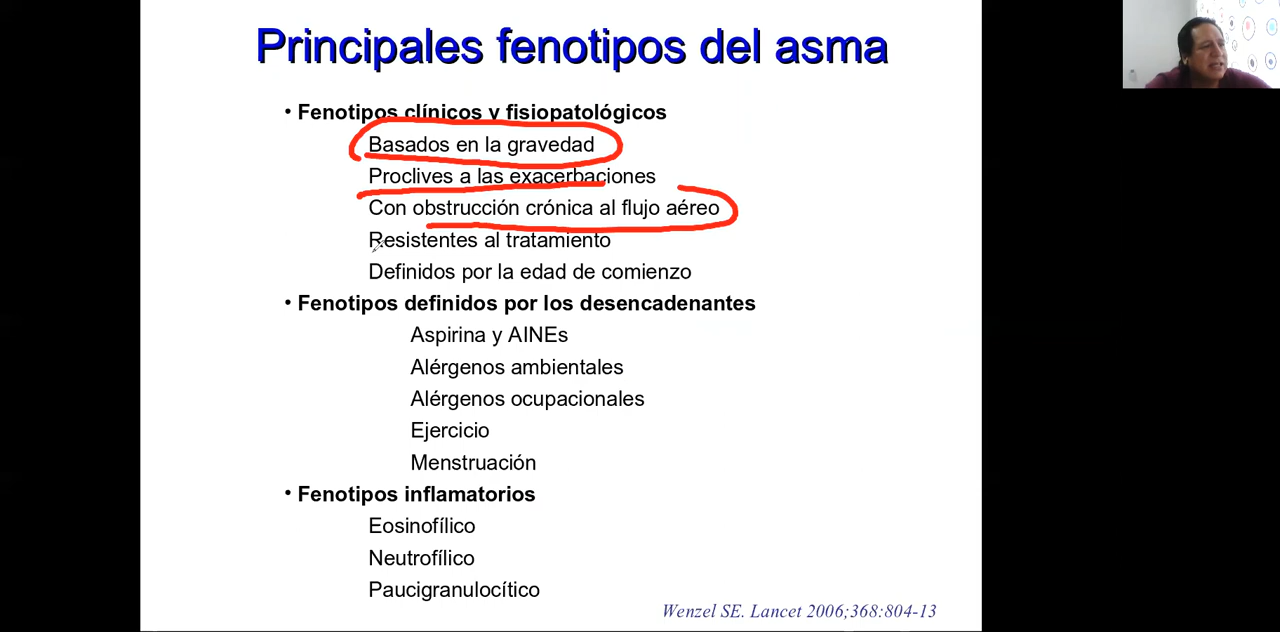 Principales fenotipos del asma
• Fenotipos clínicos y fisiopatológicos
Basados en la gravedad
Proclives a las exacerbaciones
Con obstrucción crónica al flujo aéreo
Resistentes al tratamiento
Definidos por la edad de comienzo
• Fenotipos definidos por los desencadenantes
Aspirina y AINEs
Alérgenos ambientales
Alérgenos ocupacionales
Ejercicio
Menstruación
• Fenotipos inflamatorios
Eosinofílico
Neutrofílico
Paucigranulocítico
Wenzel SE. Lancet 2006;368:804-13